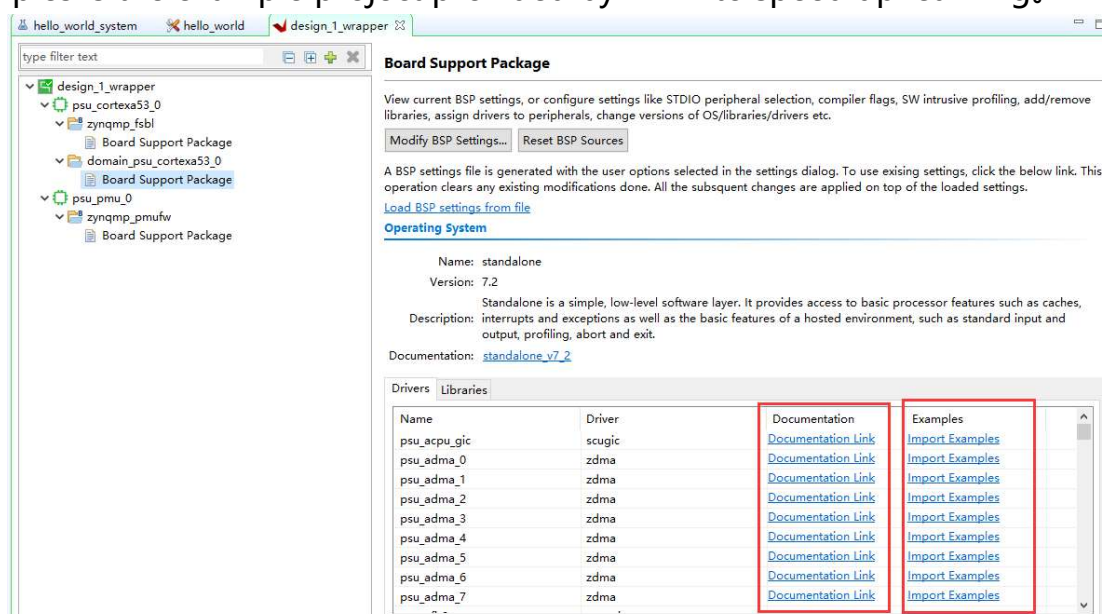 hello_world_system hello_world design_1_wrapper
type filter text
design_1_wrapper
psu_cortexa53_0
zynqmp_fsbl
Board Support Package
domain_psu_cortexa53_0
Board Support Package
psu_pmu_0
zynqmp_pmufw
Board Support Package
Board Support Package
View current BSP settings, or configure settings like STDIO peripheral selection, compiler flags, SW intrusive profiling, add/remove
libraries, assign drivers to peripherals, change versions of OS/libraries/drivers etc.
Modify BSP Settings... Reset BSP Sources
A BSP settings file is generated with the user options selected in the settings dialog. To use exising settings, click the below link. This
operation clears any existing modifications done. All the subsquent changes are applied on top of the loaded settings.
Load BSP settings from file
Operating System
Name: standalone
Version: 7.2
Standalone is a simple, low-level software layer. It provides access to basic processor features such as caches,
Description: interrupts and exceptions as well as the basic features of a hosted environment, such as standard input and
output, profiling, abort and exit.
Documentation: standalone_v7_2
Drivers Libraries
Name Driver Documentation Examples
psu_acpu_gic scugic Documentation Link Import Examples
psu_adma_0 zdma Documentation Link Import Examples
psu_adma_1 zdma Documentation Link Import Examples
psu_adma_2 zdma Documentation Link Import Examples
psu_adma_3 zdma Documentation Link Import Examples
psu_adma_4 zdma Documentation Link Import Examples
psu_adma_5 zdma Documentation Link Import Examples
psu_adma_6 zdma Documentation Link Import Examples
psu_adma_7 zdma Documentation Link Import Examples